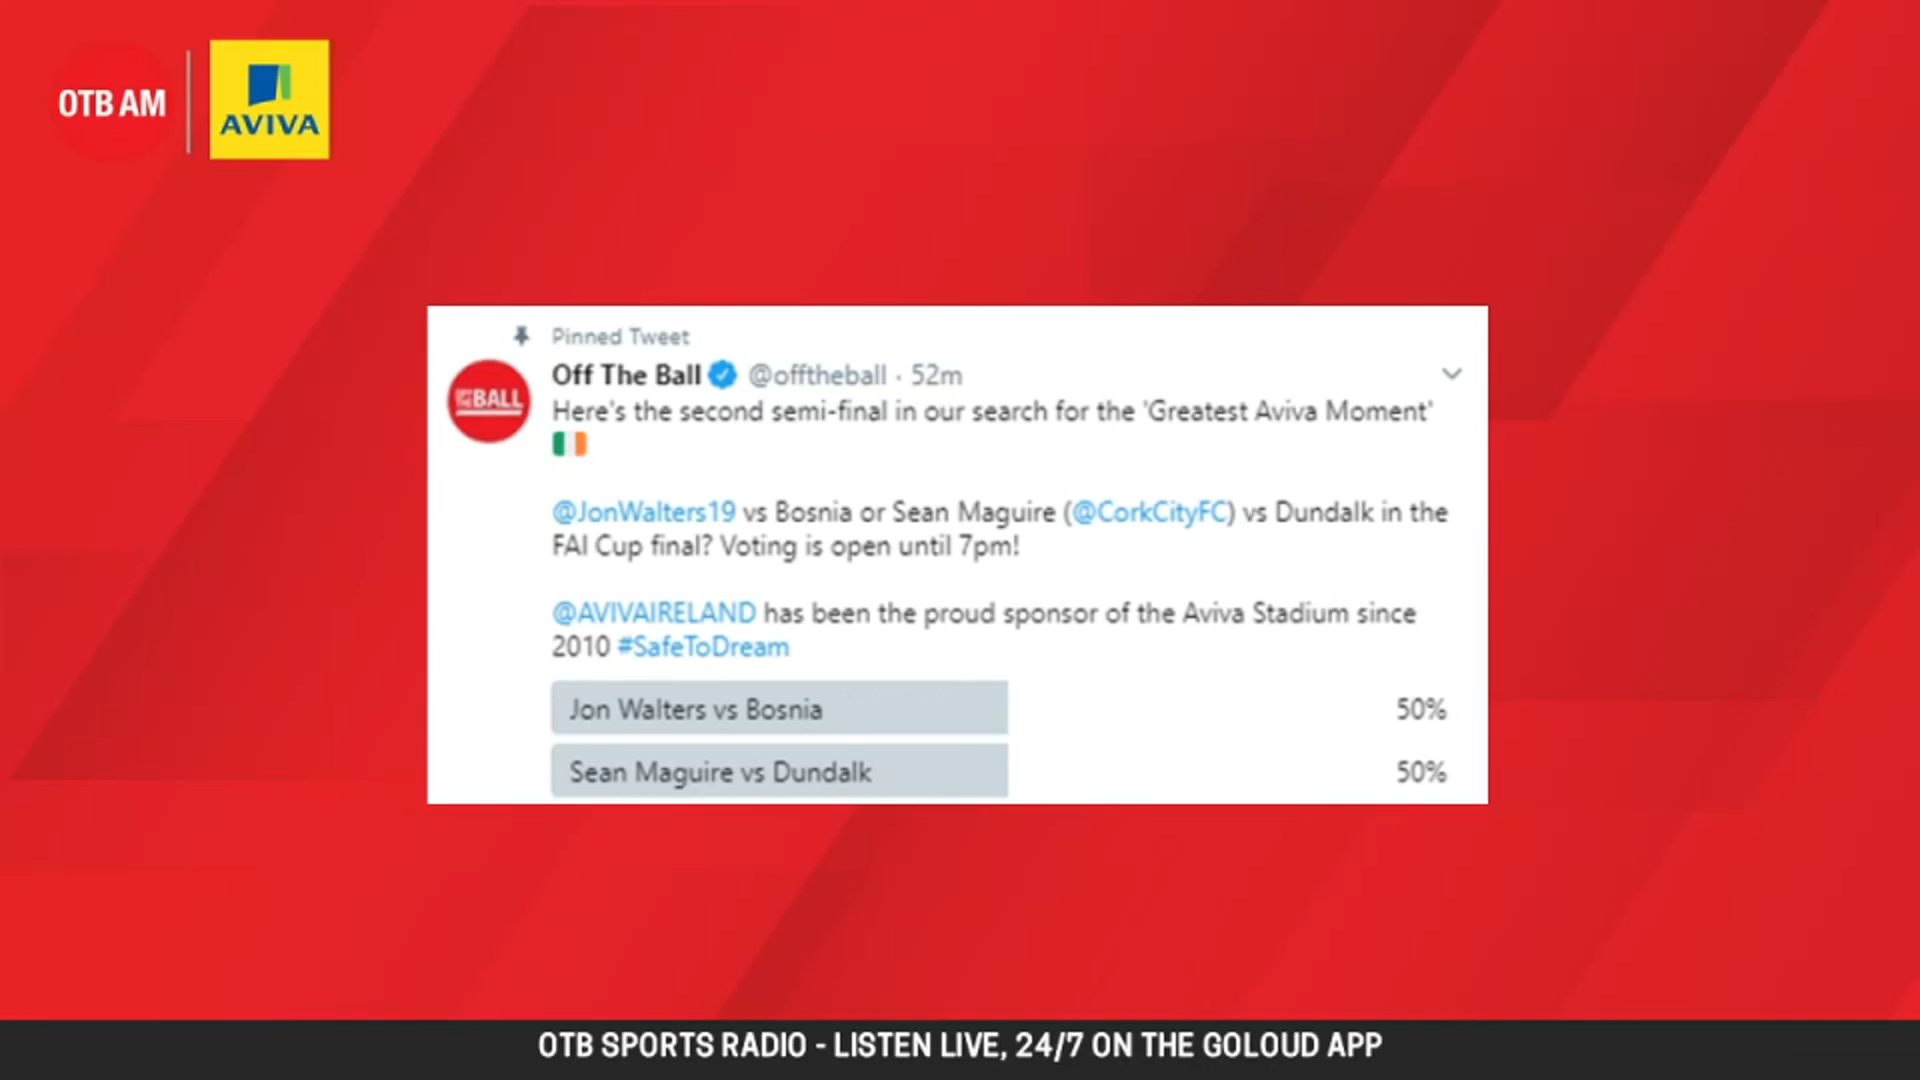 OTB AM
AVIVA
Pinned Tweet
Off The Ball @offtheball · 52m
BALL
Here's the second semi-final in our search for the 'Greatest Aviva Moment'
@JonWalters19 vs Bosnia or Sean Maguire (@CorkCityFC) vs Dundalk in the
FAI Cup final? Voting is open until 7pm!
@AVIVAIRELAND has been the proud sponsor of the Aviva Stadium since
2010 #SafeToDream
Jon Walters vs Bosnia 50%
Sean Maguire vs Dundalk 50%
OTB SPORTS RADIO - LISTEN LIVE, 24/7 ON THE GOLOUD APP